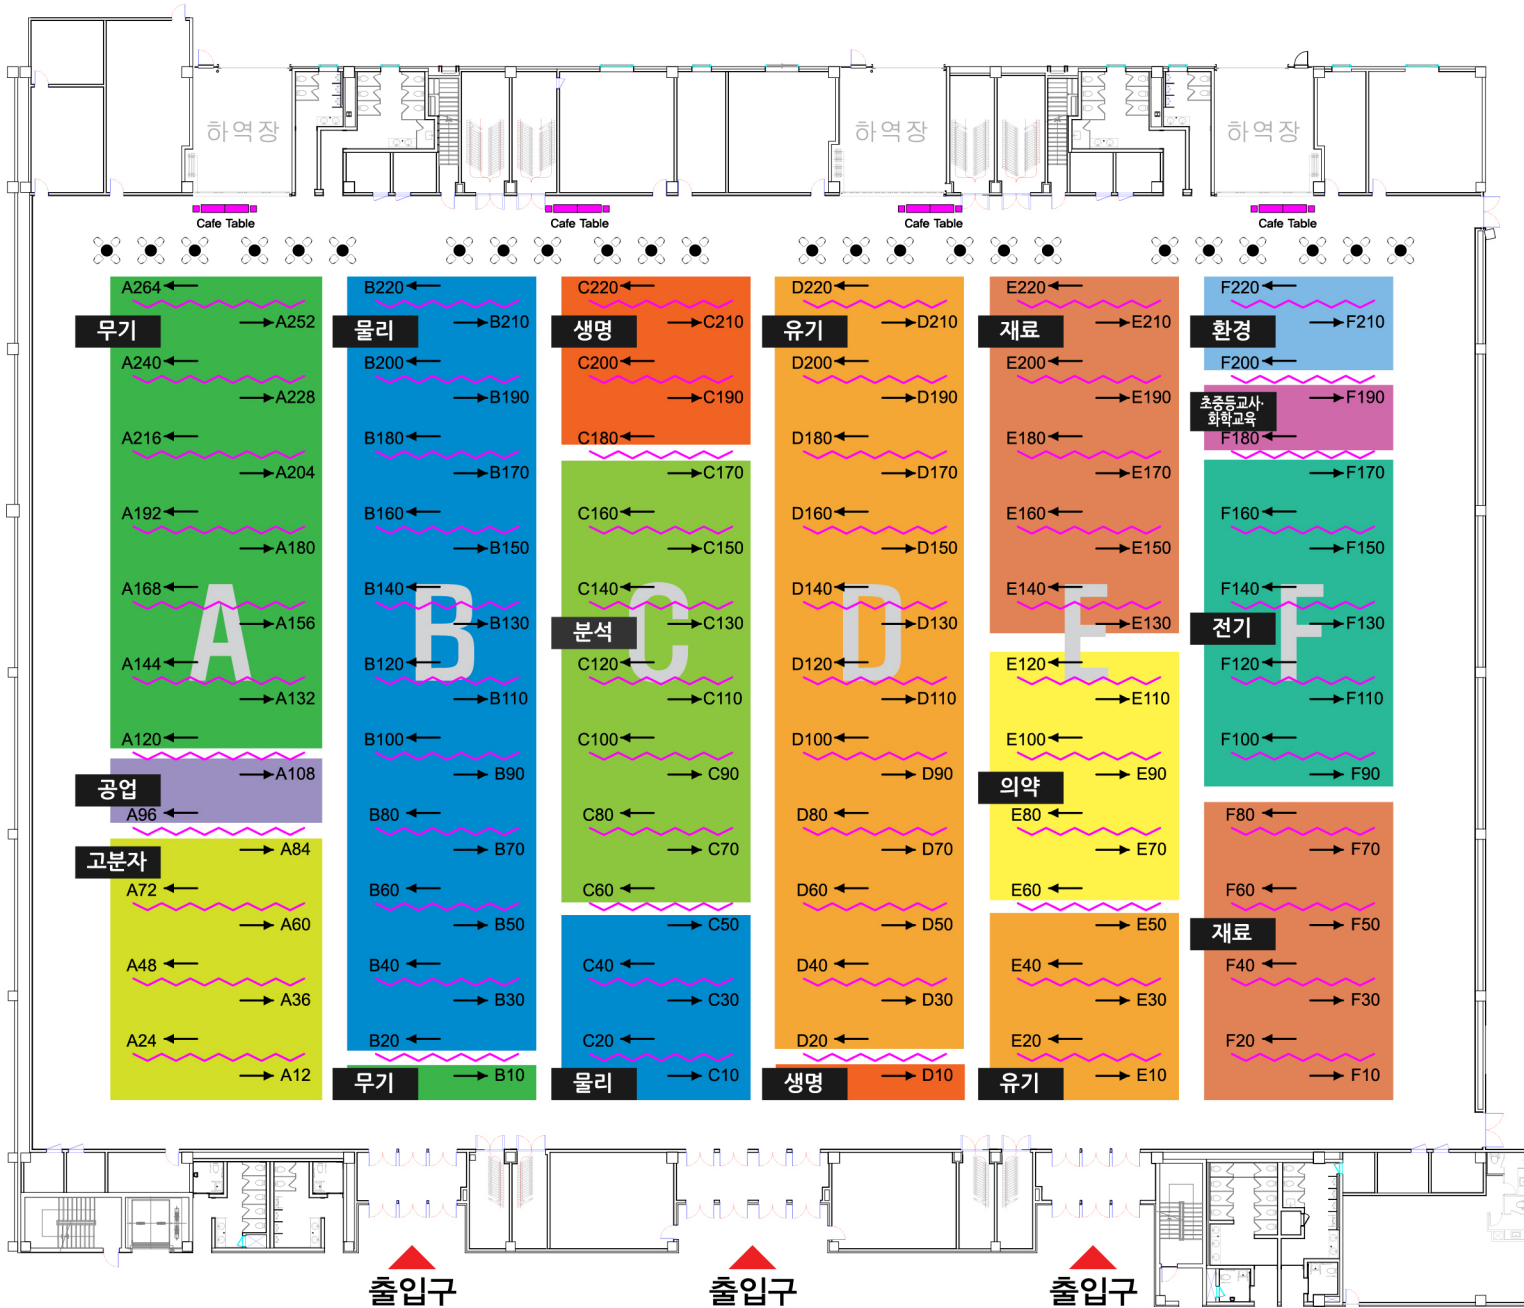 하역장 하역장 하역장
Cafe Table Cafe Table Cafe Table Cafe Table
A264 B220 C220 D220 E220 F220
무기 A252 물리 B210 생명 C210 유기 D210 재료 E210 환경 F210
A240 B200 C200 D200 E200 F200
A228 B190 C190 D190 E190 초중등교사· F190
화학교육
A216 B180 C180 D180 E180 F180
A204 B170 C170 D170 E170 F170
A192 B160 C160 D160 E160 F160
A180 B150 C150 D150 E150 F150
A168 B140 C140 D140 E140 F140
A156 B130 분석 C130 D130 E130 전기 F130
A B C D E F
A144 B120 C120 D120 E120 F120
A132 B110 C110 D110 E110 F110
A120 B100 C100 D100 E100 F100
공업 A108 B90 C90 D90 의약 E90 F90
A96 B80 C80 D80 E80 F80
고분자 A84 B70 C70 D70 E70 F70
A72 B60 C60 D60 E60 F60
A60 B50 C50 D50 E50 재료 F50
A48 B40 C40 D40 E40 F40
A36 B30 C30 D30 E30 F30
A24 B20 C20 D20 E20 F20
A12 무기 B10 물리 C10 생명 D10 유기 E10 F10
출입구 출입구 출입구